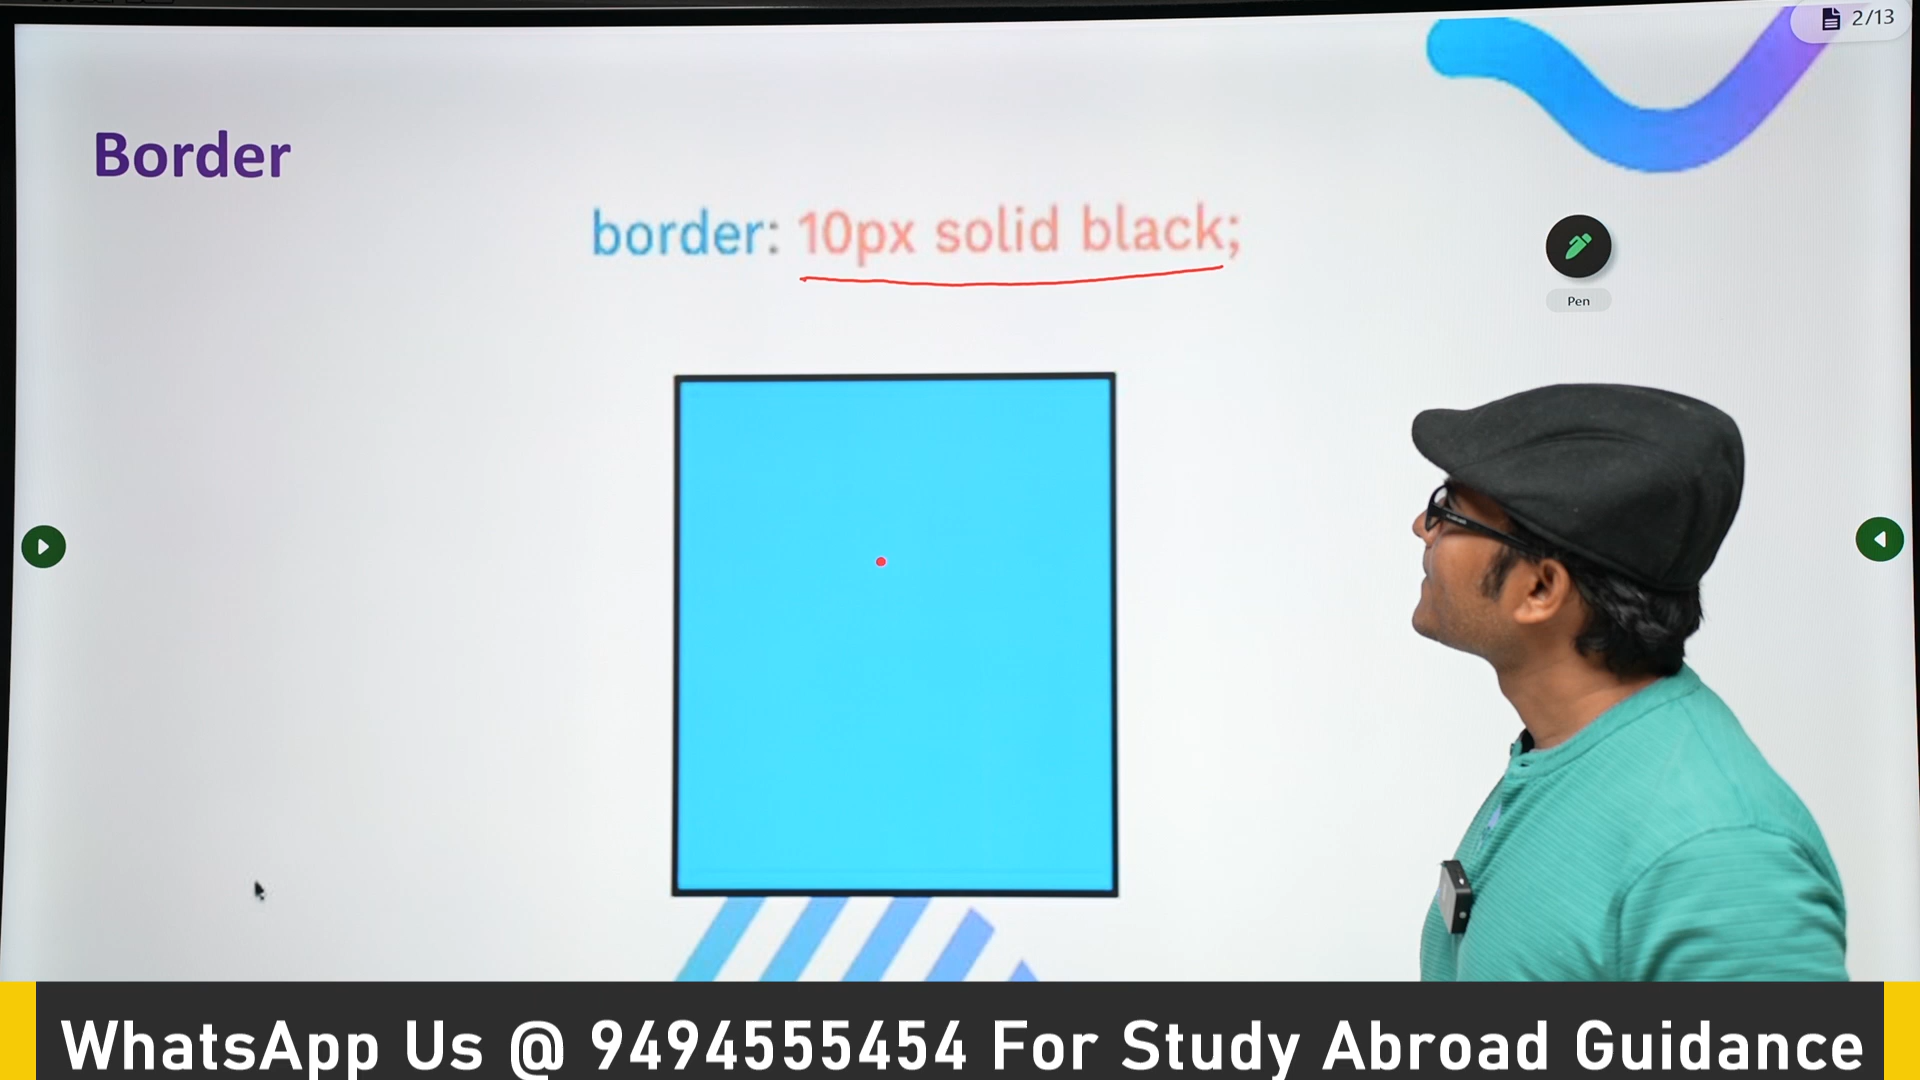 2/13
Border
border: 10px solid black;
Pen
WhatsApp Us @ 9494555454 For Study Abroad Guidance